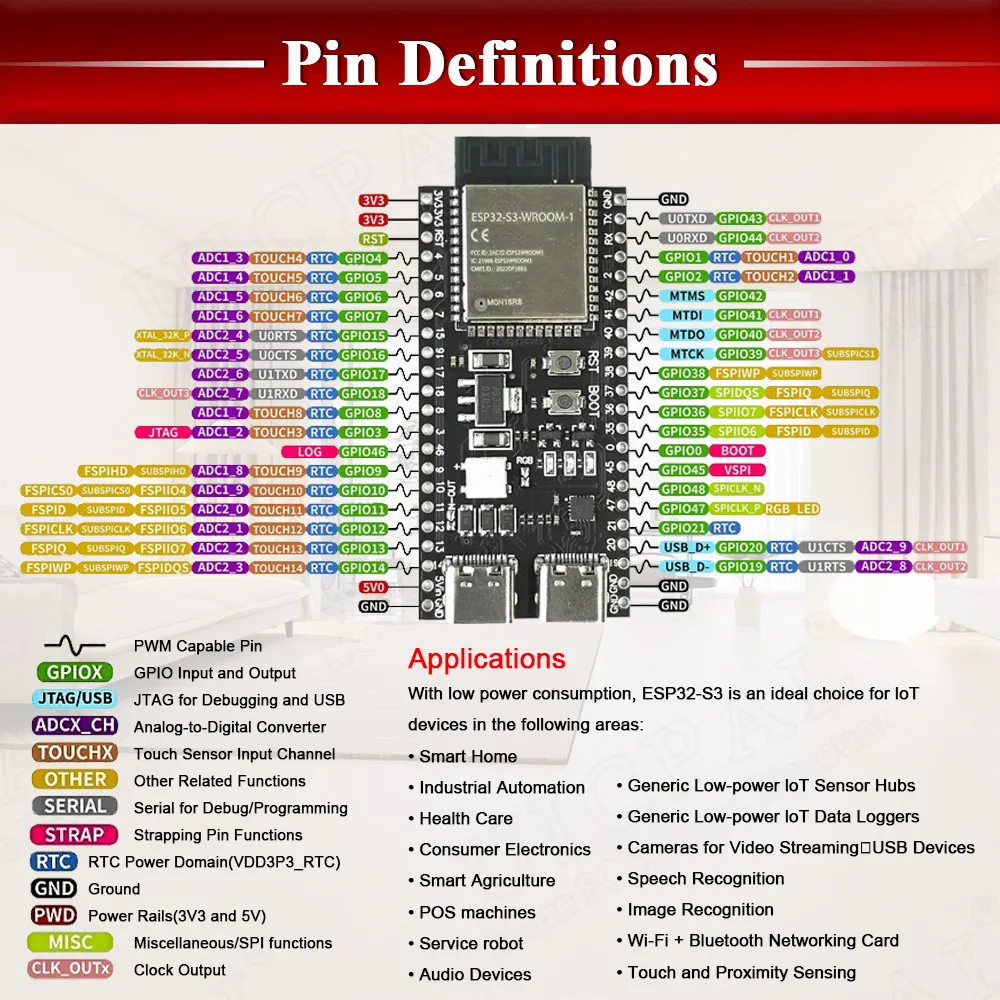 Pin Definitions
3V3
3V3
RST
ADC1_3 TOUCH4 RTC GPIO4
ADC1_4 TOUCH5 RTC GPIO5
ADC1_5 TOUCH6 RTC GPIO6
ADC1_6 TOUCH7 RTC GPIO7
XTAL_32K_P ADC2_4 U0RTS RTC GPIO15
XTAL_32K_N ADC2_5 U0CTS RTC GPIO16
ADC2_6 U1TXD RTC GPIO17
CLK_OUT3 ADC2_7 U1RXD RTC GPIO18
ADC1_7 TOUCH8 RTC GPIO8
JTAG ADC1_2 TOUCH3 RTC GPIO3
LOG GPIO46
FSPIHD SUBSPIHD ADC1_8 TOUCH9 RTC GPIO9
FSPICS0 SUBSPICS0 FSPIIO4 ADC1_9 TOUCH10 RTC GPIO10
FSPID SUBSPID FSPIIO5 ADC2_0 TOUCH11 RTC GPIO11
FSPICLK SUBSPICLK FSPIIO6 ADC2_1 TOUCH12 RTC GPIO12
FSPIQ SUBSPIQ FSPIIO7 ADC2_2 TOUCH13 RTC GPIO13
FSPIWP SUBSPIWP FSPIDQS ADC2_3 TOUCH14 RTC GPIO14
5V0
GND
3V3
3V3
RST
4
5
6
7
15
16
17
18
8
3
46
9
10
11
12
13
14
5Vin
GND
ESP32-S3-WROOM-1
CE
FCC ID: 2AC7Z-ESPS3WROOM1
IC: 21098-ESPS3WROOM1
M0N16R8
RST
BOOT
RGB
IN-OUT
GND
TX
RX
1
2
42
41
40
39
38
37
36
35
0
45
48
47
21
20
19
GND
GND
GND
U0TXD GPIO43 CLK_OUT1
U0RXD GPIO44 CLK_OUT2
GPIO1 RTC TOUCH1 ADC1_0
GPIO2 RTC TOUCH2 ADC1_1
MTMS GPIO42
MTDI GPIO41 CLK_OUT1
MTDO GPIO40 CLK_OUT2
MTCK GPIO39 CLK_OUT3 SUBSPICS1
GPIO38 FSPIWP SUBSPIWP
GPIO37 SPIDQS FSPIQ SUBSPIQ
GPIO36 SPIIO7 FSPICLK SUBSPICLK
GPIO35 SPIIO6 FSPID SUBSPID
GPIO0 BOOT
GPIO45 VSPI
GPIO48 SPICLK_N
GPIO47 SPICLK_P RGB_LED
GPIO21 RTC
USB_D+ GPIO20 RTC U1CTS ADC2_9 CLK_OUT1
USB_D- GPIO19 RTC U1RTS ADC2_8 CLK_OUT2
GND
GND
PWM Capable Pin
GPIOX GPIO Input and Output
JTAG/USB JTAG for Debugging and USB
ADCX_CH Analog-to-Digital Converter
TOUCHX Touch Sensor Input Channel
OTHER Other Related Functions
SERIAL Serial for Debug/Programming
STRAP Strapping Pin Functions
RTC RTC Power Domain(VDD3P3_RTC)
GND Ground
PWD Power Rails(3V3 and 5V)
MISC Miscellaneous/SPI functions
CLK_OUTx Clock Output
Applications
With low power consumption, ESP32-S3 is an ideal choice for IoT
devices in the following areas:
• Smart Home
• Industrial Automation
• Health Care
• Consumer Electronics
• Smart Agriculture
• POS machines
• Service robot
• Audio Devices
• Generic Low-power IoT Sensor Hubs
• Generic Low-power IoT Data Loggers
• Cameras for Video Streaming□USB Devices
• Speech Recognition
• Image Recognition
• Wi-Fi + Bluetooth Networking Card
• Touch and Proximity Sensing